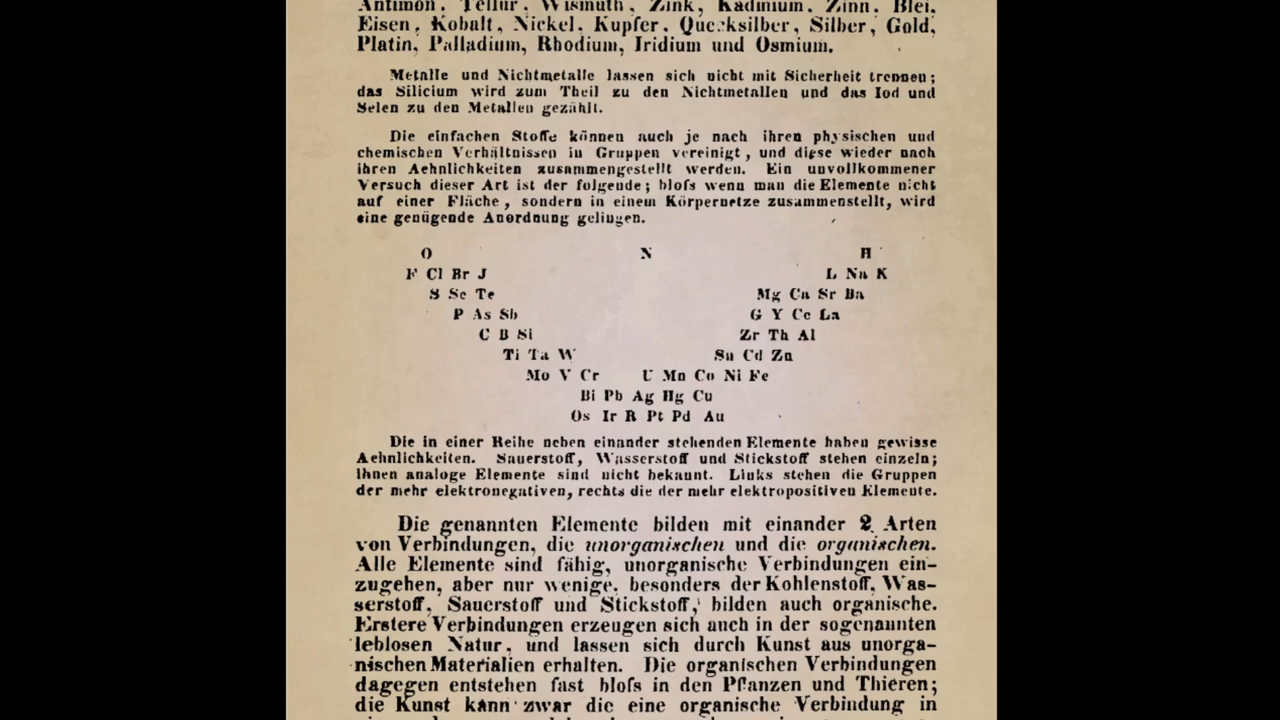 Antimon, Tellur, Wismuth, Zink, Kadmium, Zinn, Blei,
Eisen, Kobalt, Nickel, Kupfer, Quecksilber, Silber, Gold,
Platin, Palladium, Rhodium, Iridium und Osmium.
Metalle und Nichtmetalle lassen sich nicht mit Sicherheit trennen;
das Silicium wird zum Theil zu den Nichtmetallen und das Iod und
Selen zu den Metallen gezählt.
Die einfachen Stoffe können auch je nach ihren physischen und
chemischen Verhältnissen in Gruppen vereinigt, und diese wieder nach
ihren Aehnlichkeiten zusammengestellt werden. Ein unvollkommener
Versuch dieser Art ist der folgende; blofs wenn man die Elemente nicht
auf einer Fläche, sondern in einem Körpernetze zusammenstellt, wird
eine genügende Anordnung gelingen.
O N H
F Cl Br J L Na K
S Se Te Mg Ca Sr Ba
P As Sb G Y Ce La
C B Si Zr Th Al
Ti Ta W Sn Cd Zn
Mo V Cr U Mn Co Ni Fe
Bi Pb Ag Hg Cu
Os Ir R Pt Pd Au
Die in einer Reihe neben einander stehenden Elemente haben gewisse
Aehnlichkeiten. Sauerstoff, Wasserstoff und Stickstoff stehen einzeln;
ihnen analoge Elemente sind nicht bekannt. Links stehen die Gruppen
der mehr elektronegativen, rechts die der mehr elektropositiven Elemente.
Die genannten Elemente bilden mit einander 2 Arten
von Verbindungen, die unorganischen und die organischen.
Alle Elemente sind fähig, unorganische Verbindungen ein-
zugehen, aber nur wenige, besonders der Kohlenstoff, Was-
serstoff, Sauerstoff und Stickstoff, bilden auch organische.
Erstere Verbindungen erzeugen sich auch in der sogenannten
leblosen Natur, und lassen sich durch Kunst aus unorga-
nischen Materialien erhalten. Die organischen Verbindungen
dagegen entstehen fast blofs in den Pflanzen und Thieren;
die Kunst kann zwar die eine organische Verbindung in